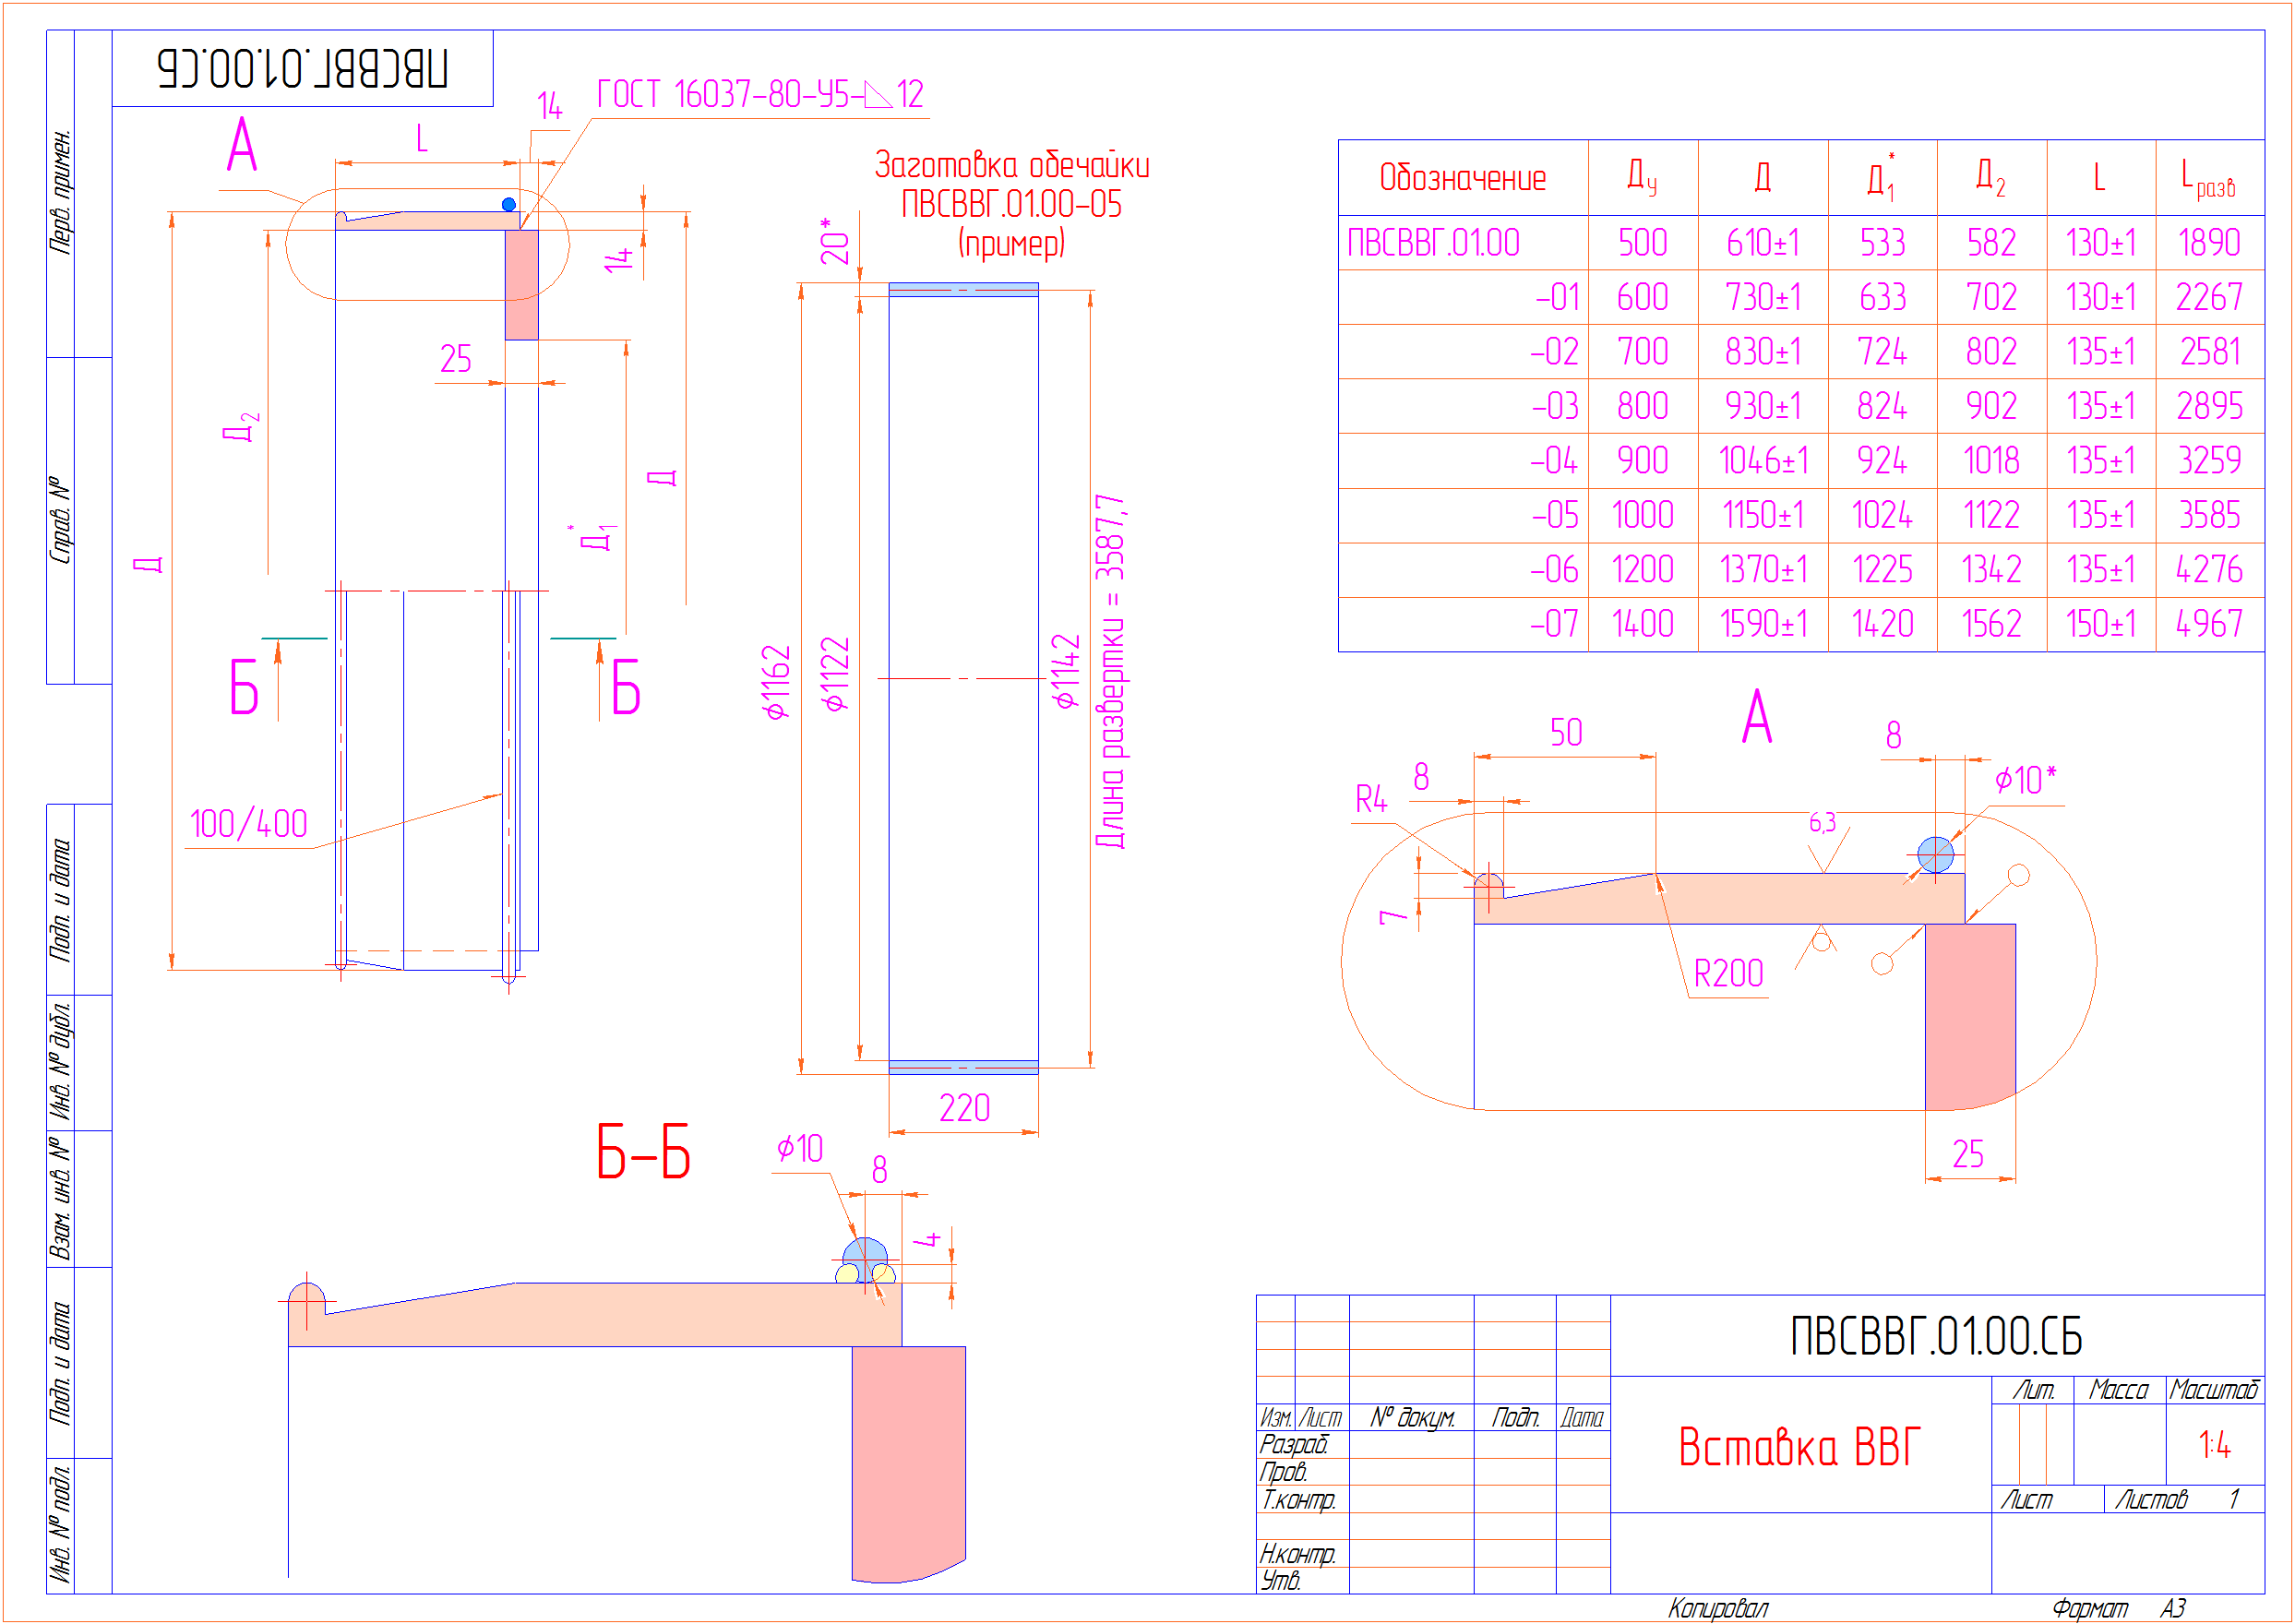 ПВСВВГ.01.00.СБ
Перв. примен.
Справ. №
Подп. и дата
Инв. № дубл.
Взам. инв. №
Подп. и дата
Инв. № подл.
А
L
14
ГОСТ 16037-80-У5-◺12
14
25
Д2
Д
Д1*
Д
Б
Б
100/400
Заготовка обечайки
ПВСВВГ.01.00-05
(пример)
20*
ϕ1162
ϕ1122
ϕ1142
Длина развертки = 3587,7
220
Обозначение Ду Д Д1* Д2 L Lразв
ПВСВВГ.01.00 500 610±1 533 582 130±1 1890
-01 600 730±1 633 702 130±1 2267
-02 700 830±1 724 802 135±1 2581
-03 800 930±1 824 902 135±1 2895
-04 900 1046±1 924 1018 135±1 3259
-05 1000 1150±1 1024 1122 135±1 3585
-06 1200 1370±1 1225 1342 135±1 4276
-07 1400 1590±1 1420 1562 150±1 4967
А
50
8
8
R4
ϕ10*
6,3
7
R200
25
Б-Б
ϕ10
8
4
ПВСВВГ.01.00.СБ
Изм. Лист № докум. Подп. Дата
Разраб.
Пров.
Т.контр.
Н.контр.
Утв.
Вставка ВВГ
Лит. Масса Масштаб
1:4
Лист Листов 1
Копировал Формат А3